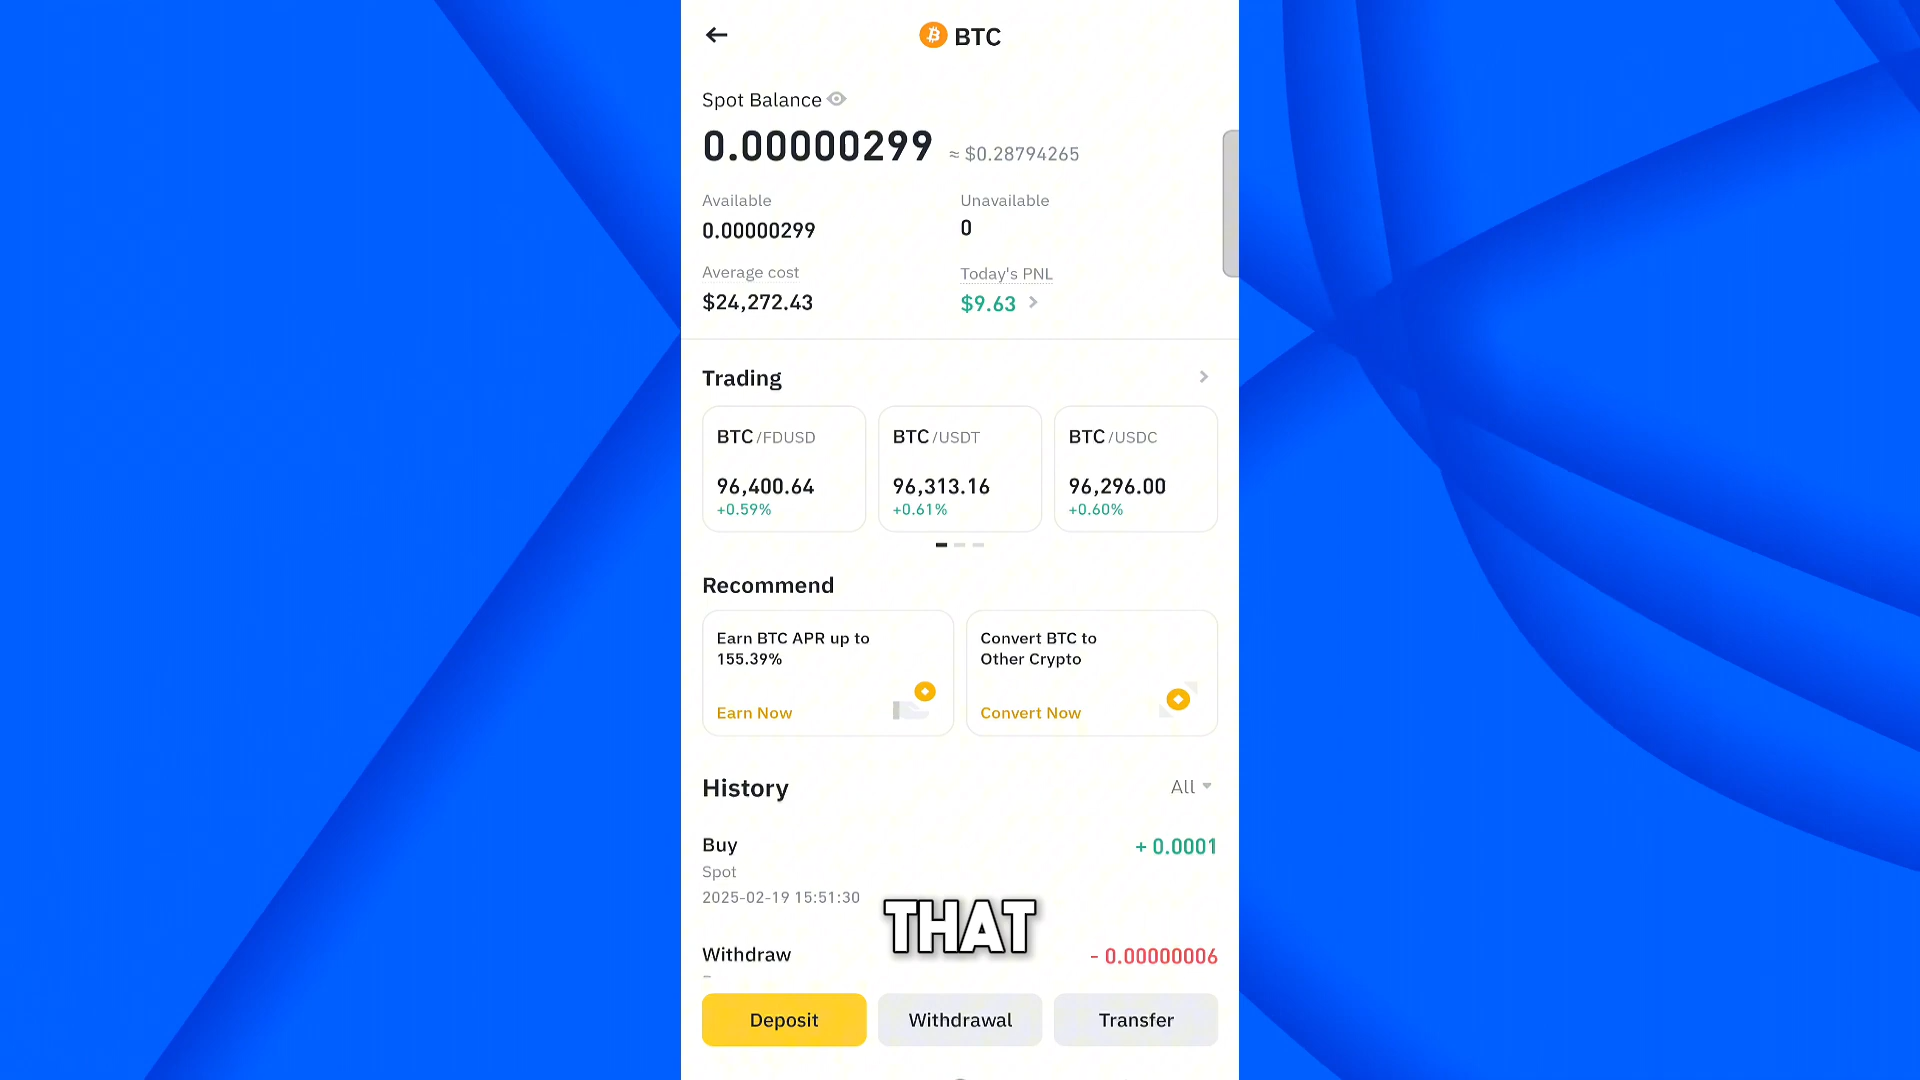 BTC
Spot Balance
0.00000299 ≈ $0.28794265
Available Unavailable
0.00000299 0
Average cost Today's PNL
$24,272.43 $9.63
Trading
BTC/FDUSD BTC/USDT BTC/USDC
96,400.64 96,313.16 96,296.00
+0.59% +0.61% +0.60%
Recommend
Earn BTC APR up to
155.39%
Earn Now
Convert BTC to
Other Crypto
Convert Now
History All
Buy + 0.0001
Spot
2025-02-19 15:51:30
THAT
Withdraw - 0.00000006
Deposit Withdrawal Transfer